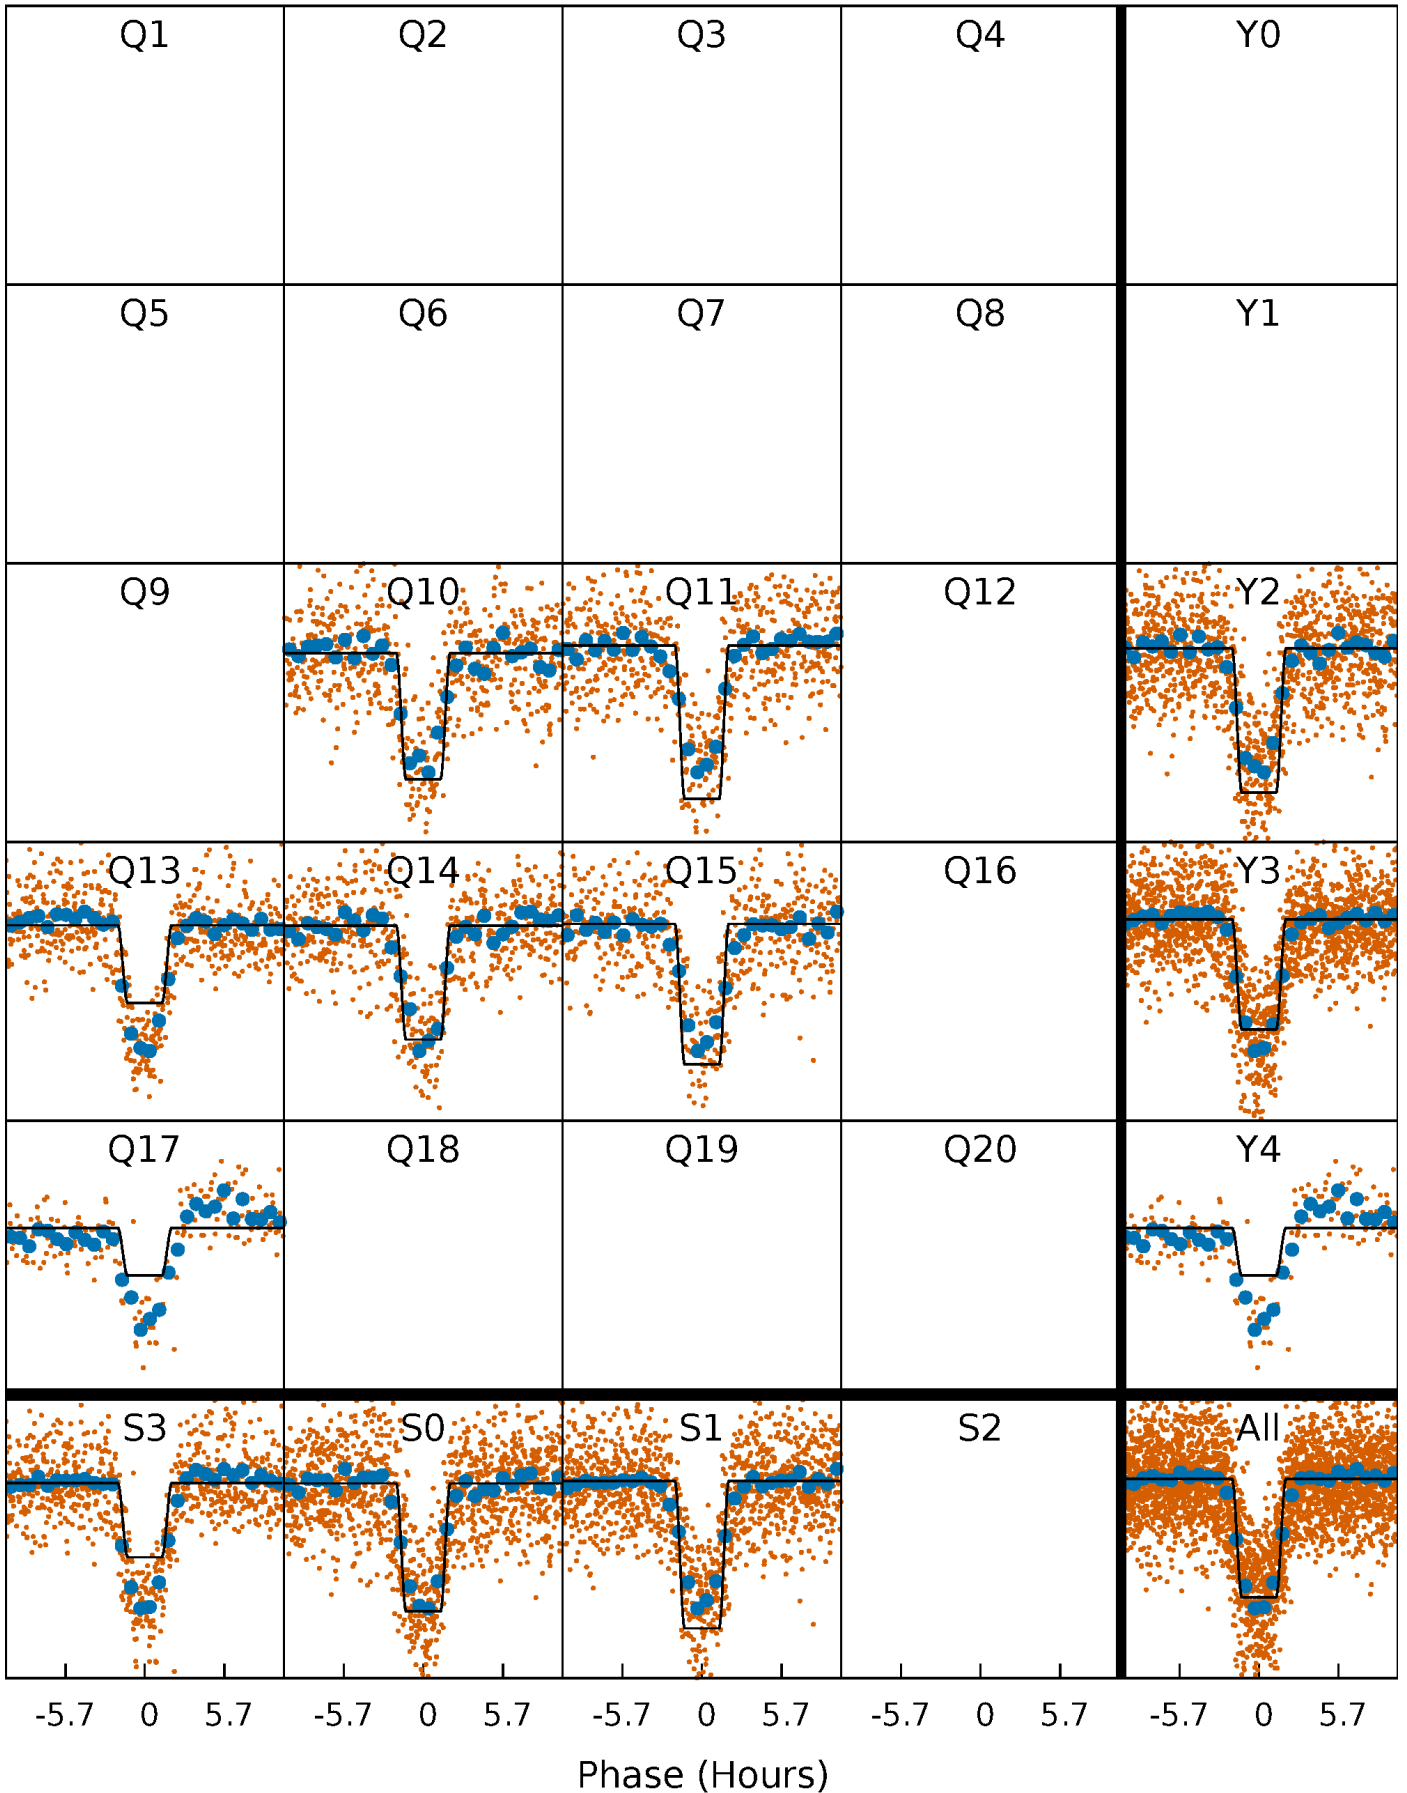 Q1 Q2 Q3 Q4 Y0
Q5 Q6 Q7 Q8 Y1
Q9 Q10 Q11 Q12 Y2
Q13 Q14 Q15 Q16 Y3
Q17 Q18 Q19 Q20 Y4
S3 S0 S1 S2 All
-5.7 0 5.7 -5.7 0 5.7 -5.7 0 5.7 -5.7 0 5.7 -5.7 0 5.7
Phase (Hours)